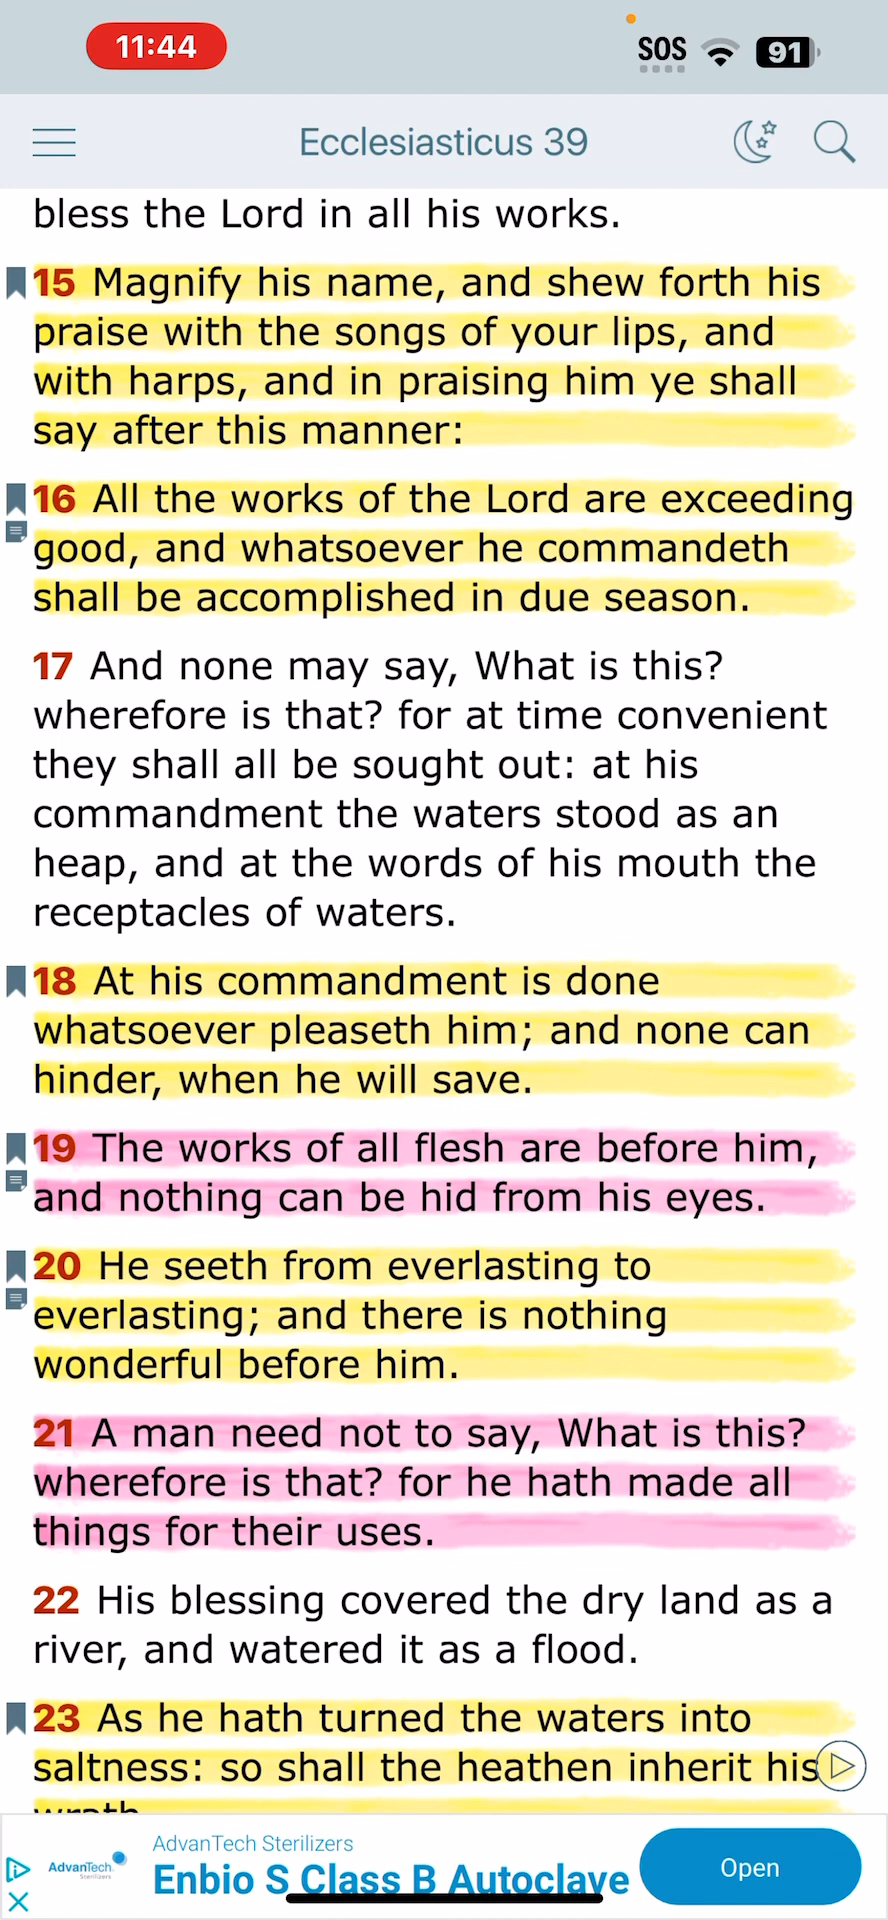 11:44
SOS
91
Ecclesiasticus 39
bless the Lord in all his works.
15 Magnify his name, and shew forth his
praise with the songs of your lips, and
with harps, and in praising him ye shall
say after this manner:
16 All the works of the Lord are exceeding
good, and whatsoever he commandeth
shall be accomplished in due season.
17 And none may say, What is this?
wherefore is that? for at time convenient
they shall all be sought out: at his
commandment the waters stood as an
heap, and at the words of his mouth the
receptacles of waters.
18 At his commandment is done
whatsoever pleaseth him; and none can
hinder, when he will save.
19 The works of all flesh are before him,
and nothing can be hid from his eyes.
20 He seeth from everlasting to
everlasting; and there is nothing
wonderful before him.
21 A man need not to say, What is this?
wherefore is that? for he hath made all
things for their uses.
22 His blessing covered the dry land as a
river, and watered it as a flood.
23 As he hath turned the waters into
saltness: so shall the heathen inherit his
wrath.
AdvanTech
Sterilizers
AdvanTech Sterilizers
Enbio S Class B Autoclave
Open